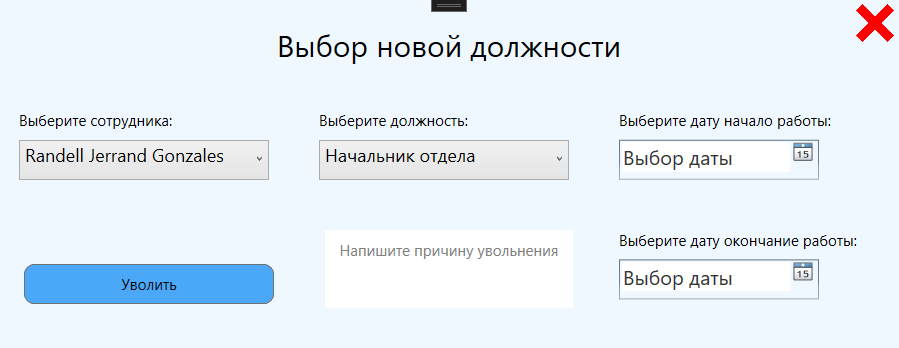 Выбор новой должности
Выберите сотрудника:
Выберите должность:
Выберите дату начало работы:
Randell Jerrand Gonzales
Начальник отдела
Выбор даты
15
Напишите причину увольнения
Выберите дату окончание работы:
Уволить
Выбор даты
15